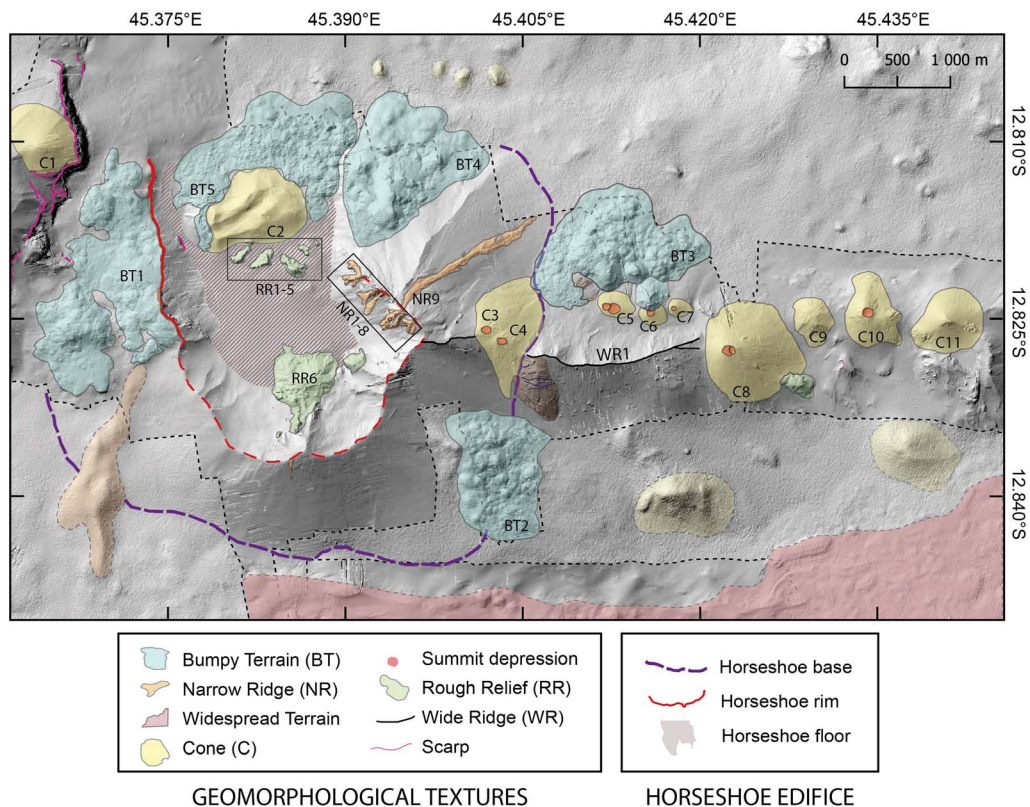 45.375°E 45.390°E 45.405°E 45.420°E 45.435°E
0 500 1 000 m
12.810°S
12.825°S
12.840°S
C1
BT5
BT4
C2
BT1
RR1-5
NR1-8
NR9
BT3
C3
C4
C5
C6
C7
WR1
C8
C9
C10
C11
RR6
BT2
Bumpy Terrain (BT)
Narrow Ridge (NR)
Widespread Terrain
Cone (C)
Summit depression
Rough Relief (RR)
Wide Ridge (WR)
Scarp
Horseshoe base
Horseshoe rim
Horseshoe floor
GEOMORPHOLOGICAL TEXTURES
HORSESHOE EDIFICE